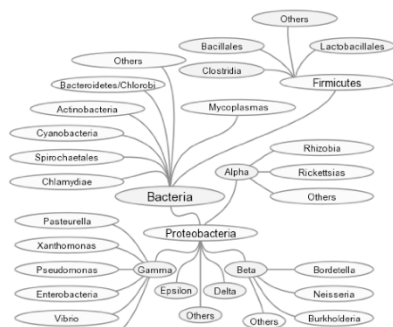 Others
Bacillales
Lactobacillales
Others
Clostridia
Firmicutes
Bacteroidetes/Chlorobi
Actinobacteria
Mycoplasmas
Cyanobacteria
Rhizobia
Spirochaetales
Alpha
Rickettsias
Chlamydiae
Others
Bacteria
Pasteurella
Proteobacteria
Xanthomonas
Pseudomonas
Gamma
Beta
Bordetella
Enterobacteria
Epsilon
Delta
Neisseria
Vibrio
Others
Others
Burkholderia